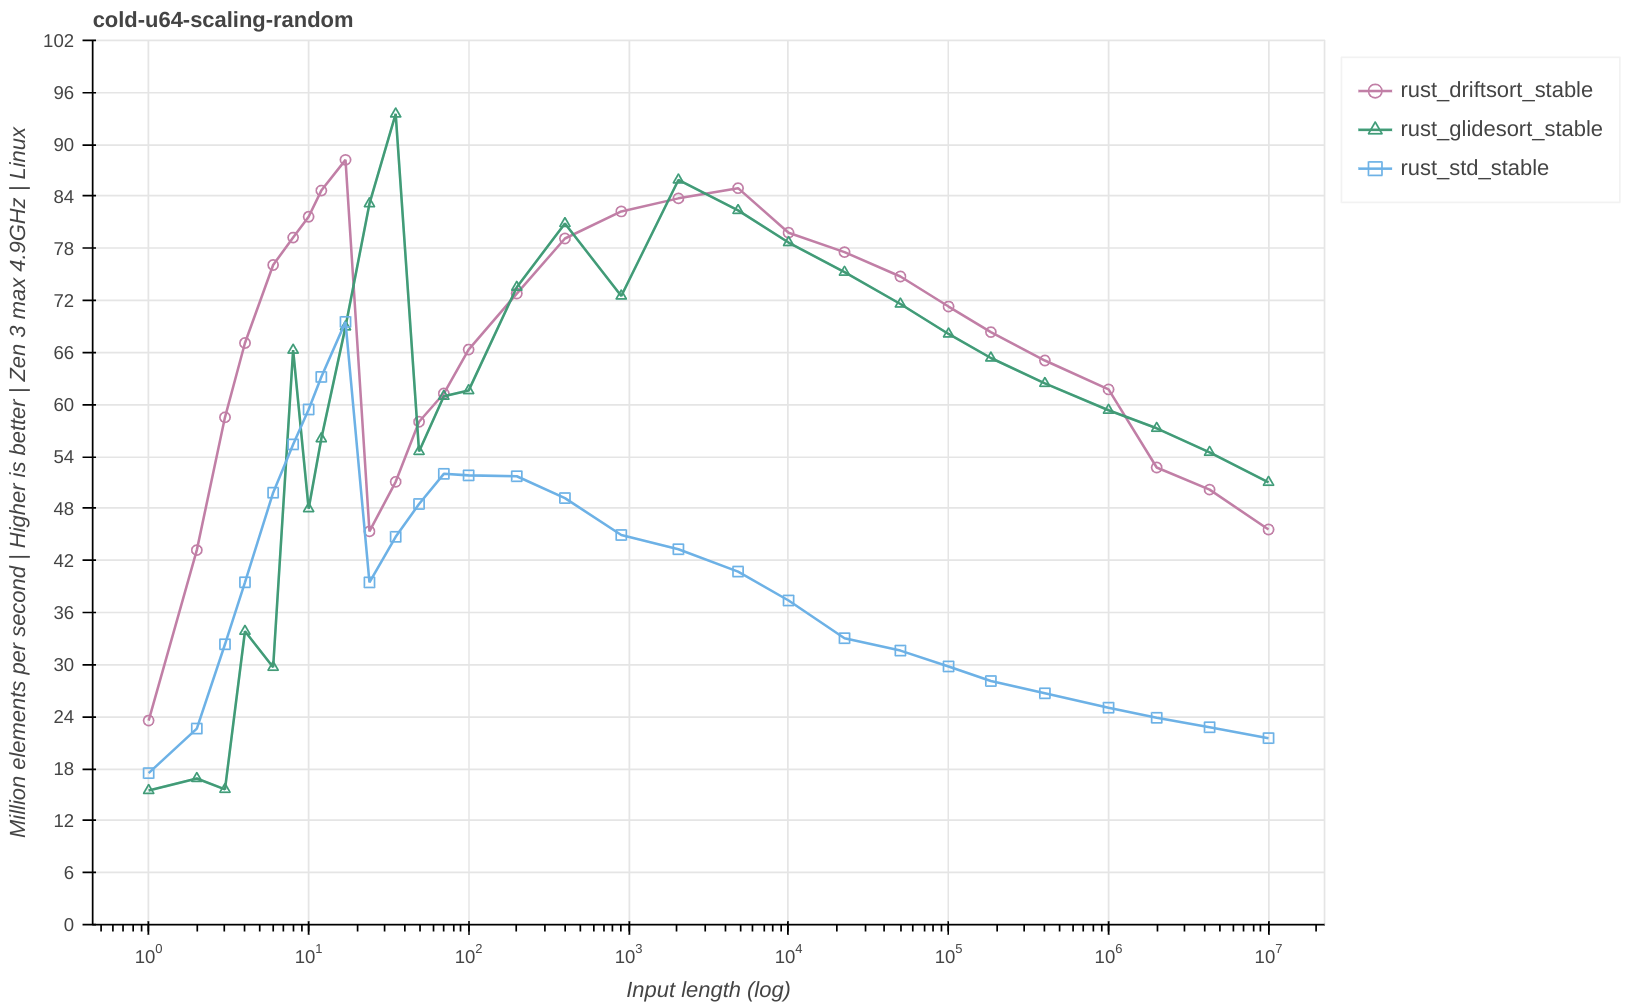 cold-u64-scaling-random
Million elements per second | Higher is better | Zen 3 max 4.9GHz | Linux
102
96
90
84
78
72
66
60
54
48
42
36
30
24
18
12
6
0
10⁰ 10¹ 10² 10³ 10⁴ 10⁵ 10⁶ 10⁷
Input length (log)
rust_driftsort_stable
rust_glidesort_stable
rust_std_stable